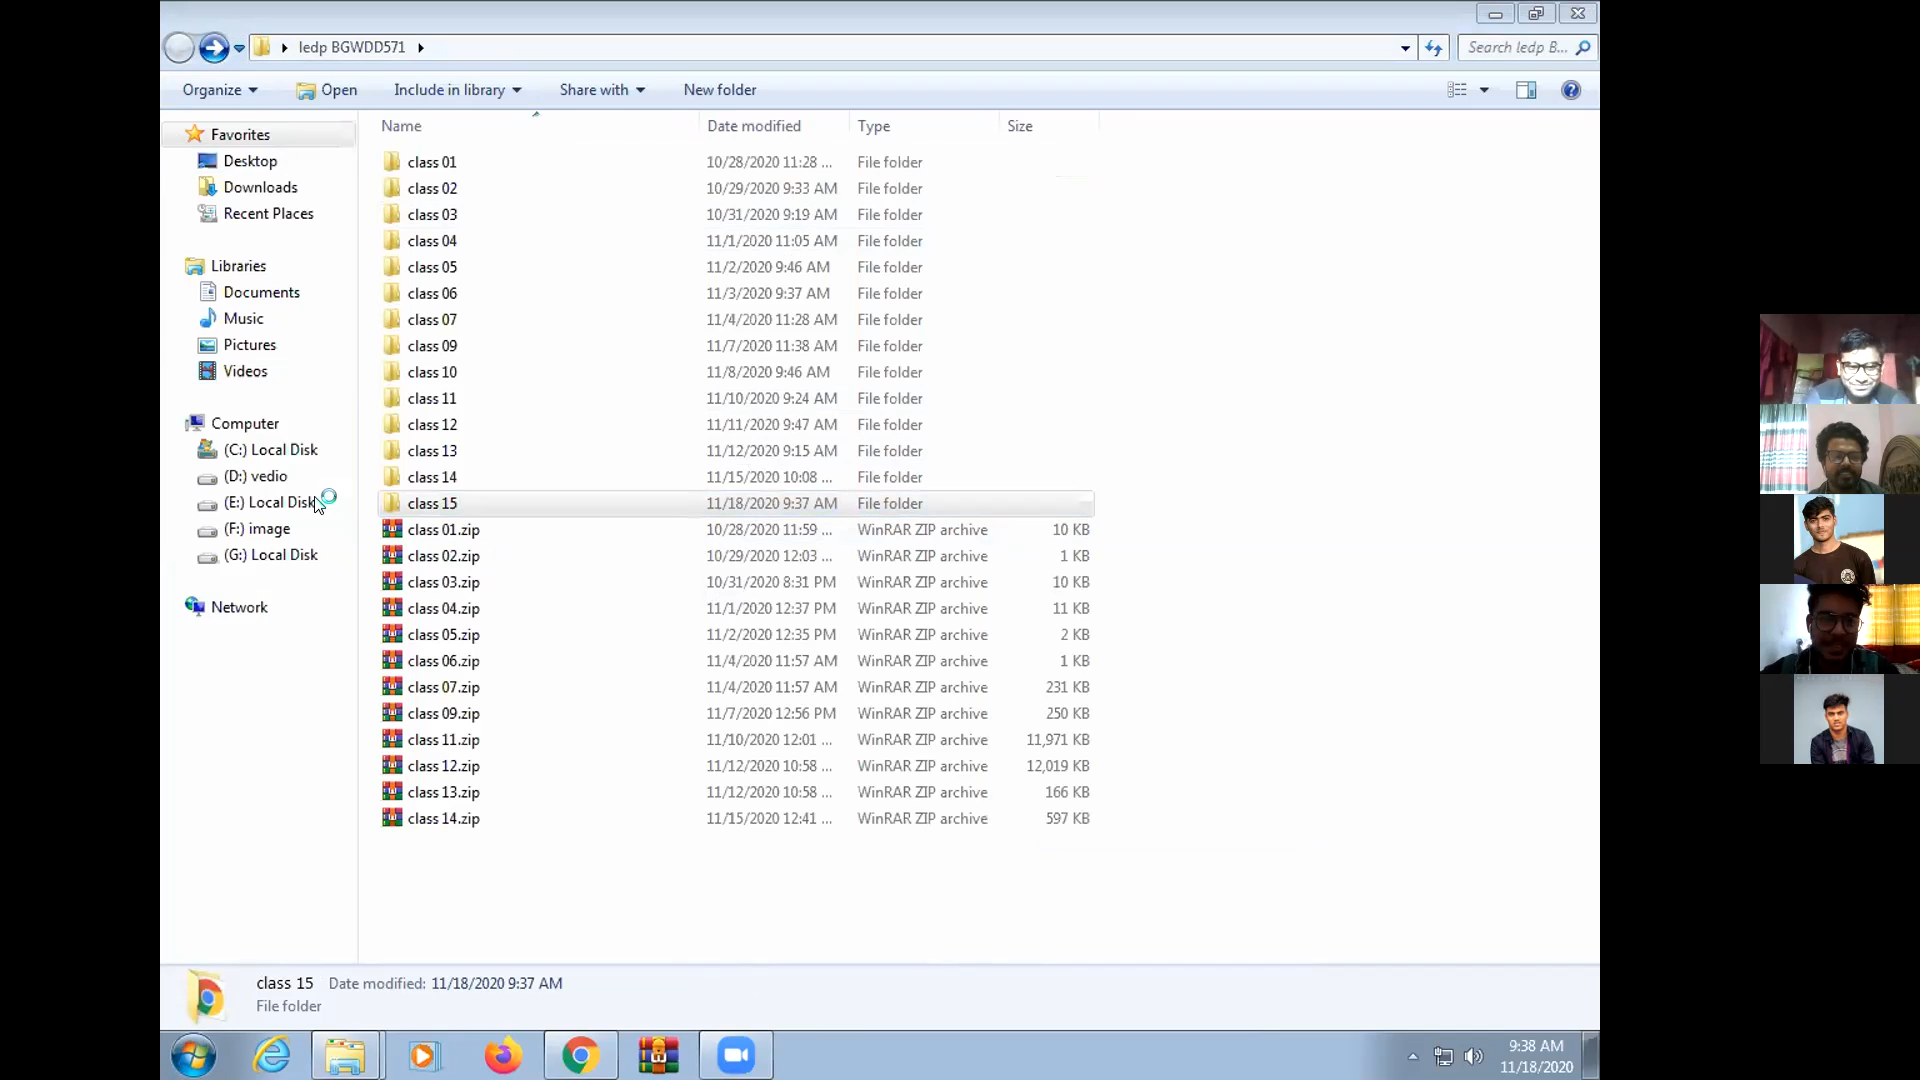 ledp BGWDD571
Search ledp B...
Organize Open Include in library Share with New folder
Name Date modified Type Size
Favorites
Desktop
Downloads
Recent Places
Libraries
Documents
Music
Pictures
Videos
Computer
(C:) Local Disk
(D:) vedio
(E:) Local Disk
(F:) image
(G:) Local Disk
Network
class 01 10/28/2020 11:28 ... File folder
class 02 10/29/2020 9:33 AM File folder
class 03 10/31/2020 9:19 AM File folder
class 04 11/1/2020 11:05 AM File folder
class 05 11/2/2020 9:46 AM File folder
class 06 11/3/2020 9:37 AM File folder
class 07 11/4/2020 11:28 AM File folder
class 09 11/7/2020 11:38 AM File folder
class 10 11/8/2020 9:46 AM File folder
class 11 11/10/2020 9:24 AM File folder
class 12 11/11/2020 9:47 AM File folder
class 13 11/12/2020 9:15 AM File folder
class 14 11/15/2020 10:08 ... File folder
class 15 11/18/2020 9:37 AM File folder
class 01.zip 10/28/2020 11:59 ... WinRAR ZIP archive 10 KB
class 02.zip 10/29/2020 12:03 ... WinRAR ZIP archive 1 KB
class 03.zip 10/31/2020 8:31 PM WinRAR ZIP archive 10 KB
class 04.zip 11/1/2020 12:37 PM WinRAR ZIP archive 11 KB
class 05.zip 11/2/2020 12:35 PM WinRAR ZIP archive 2 KB
class 06.zip 11/4/2020 11:57 AM WinRAR ZIP archive 1 KB
class 07.zip 11/4/2020 11:57 AM WinRAR ZIP archive 231 KB
class 09.zip 11/7/2020 12:56 PM WinRAR ZIP archive 250 KB
class 11.zip 11/10/2020 12:01 ... WinRAR ZIP archive 11,971 KB
class 12.zip 11/12/2020 10:58 ... WinRAR ZIP archive 12,019 KB
class 13.zip 11/12/2020 10:58 ... WinRAR ZIP archive 166 KB
class 14.zip 11/15/2020 12:41 ... WinRAR ZIP archive 597 KB
class 15 Date modified: 11/18/2020 9:37 AM
File folder
9:38 AM
11/18/2020